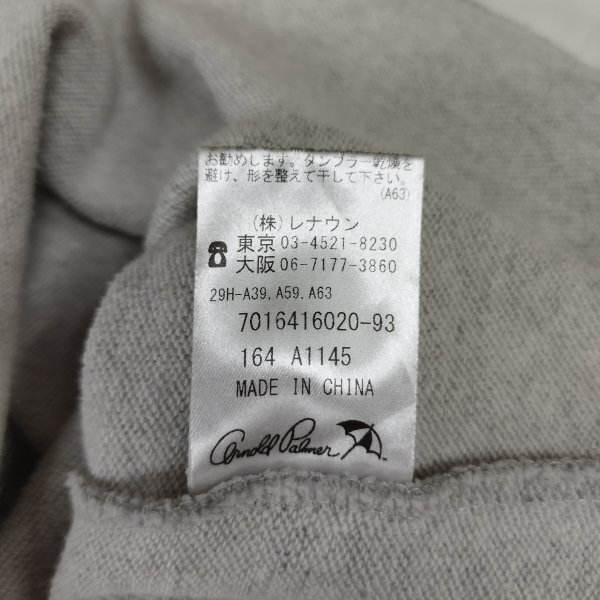 お勧めします。タンブラー乾燥を
避け、形を整えて干して下さい。
(A63)
(株)レナウン
東京 03-4521-8230
大阪 06-7177-3860
29H-A39, A59. A63
7016416020-93
164 A1145
MADE IN CHINA
Arnold Palmer